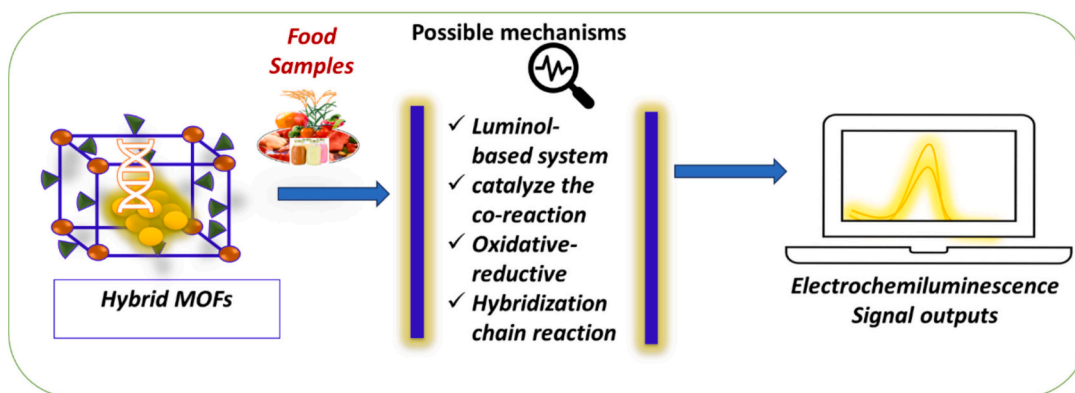 Food
Samples
Possible mechanisms
✓ Luminol-
based system
✓ catalyze the
co-reaction
✓ Oxidative-
reductive
✓ Hybridization
chain reaction
Hybrid MOFs
Electrochemiluminescence
Signal outputs